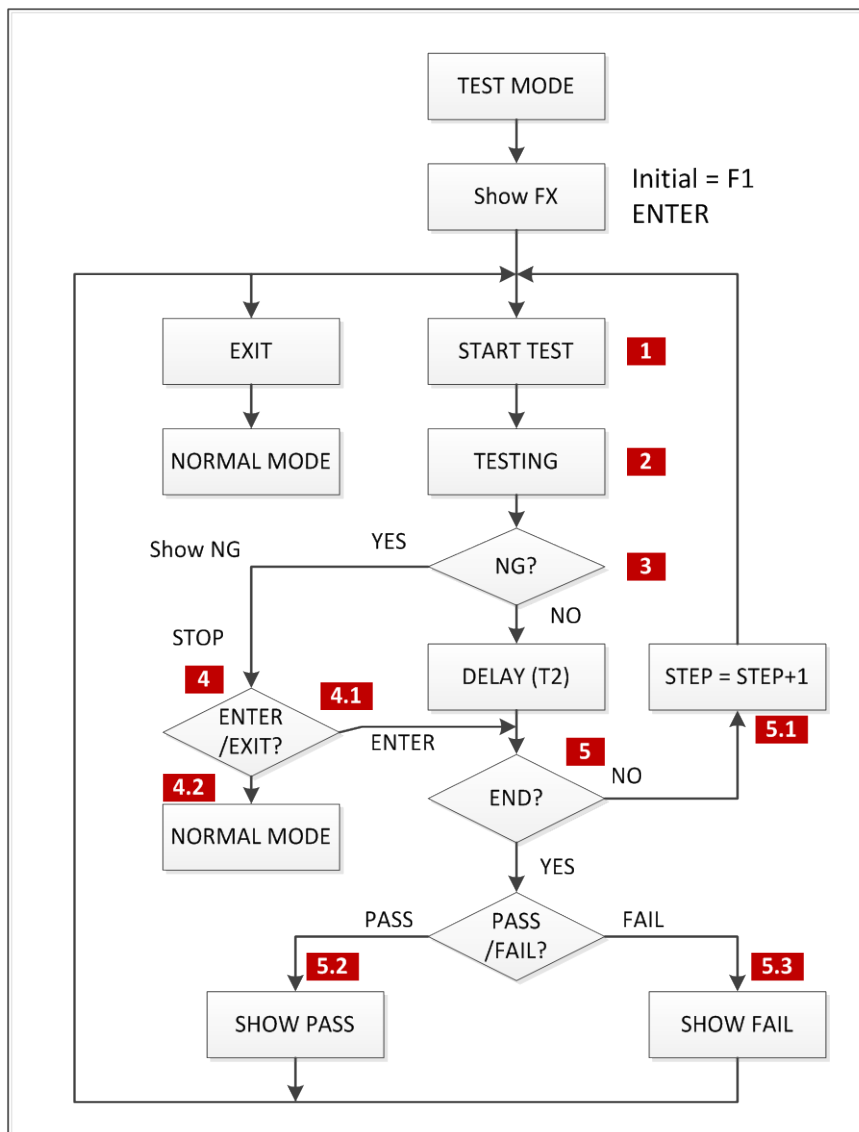 TEST MODE
Show FX
Initial = F1
ENTER
EXIT
START TEST
1
NORMAL MODE
TESTING
2
Show NG
YES
NG?
3
NO
STOP
DELAY (T2)
STEP = STEP+1
4
4.1
ENTER
/EXIT?
ENTER
5
5.1
4.2
NORMAL MODE
END?
NO
YES
PASS
PASS
/FAIL?
FAIL
5.2
5.3
SHOW PASS
SHOW FAIL